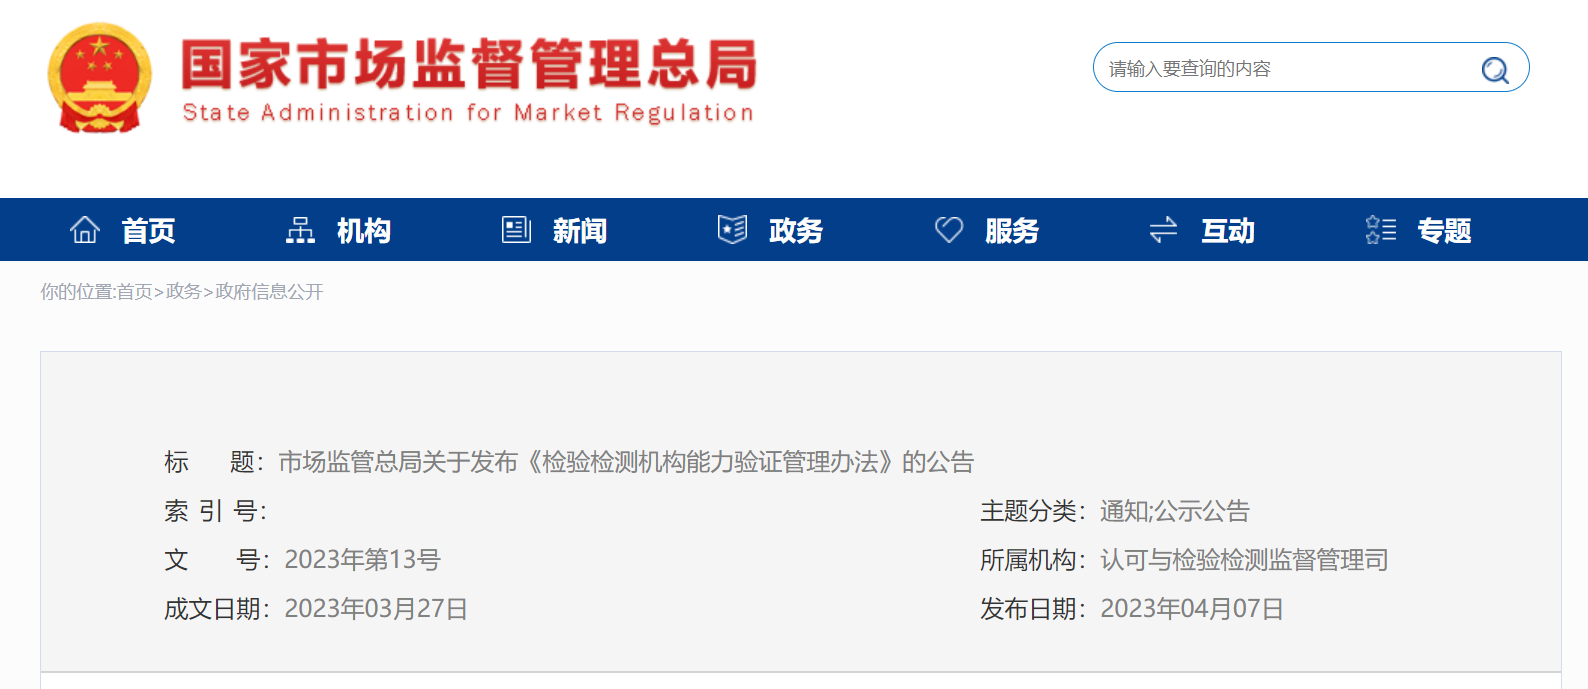 国家市场监督管理总局
State Administration for Market Regulation
请输入要查询的内容
首页 机构 新闻 政务 服务 互动 专题
你的位置:首页>政务>政府信息公开
标 题：市场监管总局关于发布《检验检测机构能力验证管理办法》的公告
索 引 号： 主题分类：通知;公示公告
文 号：2023年第13号 所属机构：认可与检验检测监督管理司
成文日期：2023年03月27日 发布日期：2023年04月07日